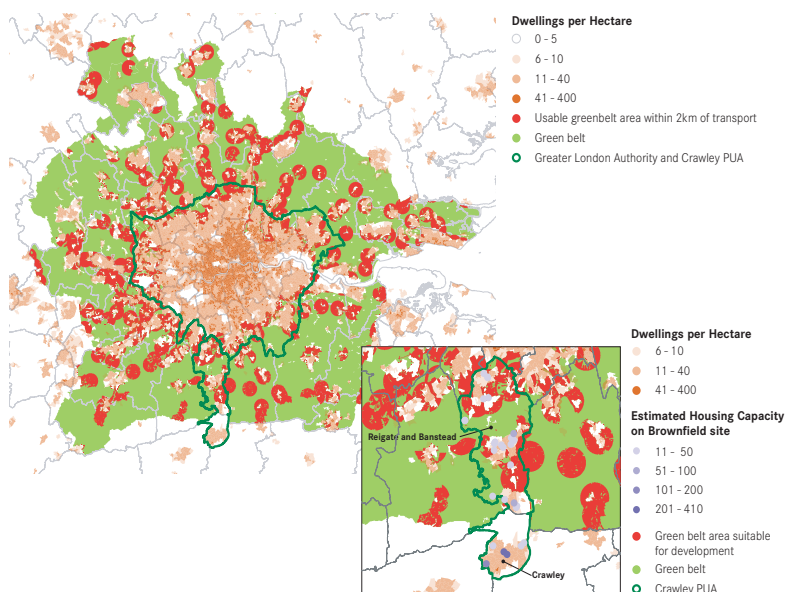 Dwellings per Hectare
0 - 5
6 - 10
11 - 40
41 - 400
Usable greenbelt area within 2km of transport
Green belt
Greater London Authority and Crawley PUA
Reigate and Banstead
Crawley
Dwellings per Hectare
6 - 10
11 - 40
41 - 400
Estimated Housing Capacity
on Brownfield site
11 - 50
51 - 100
101 - 200
201 - 410
Green belt area suitable
for development
Green belt
Crawley PUA